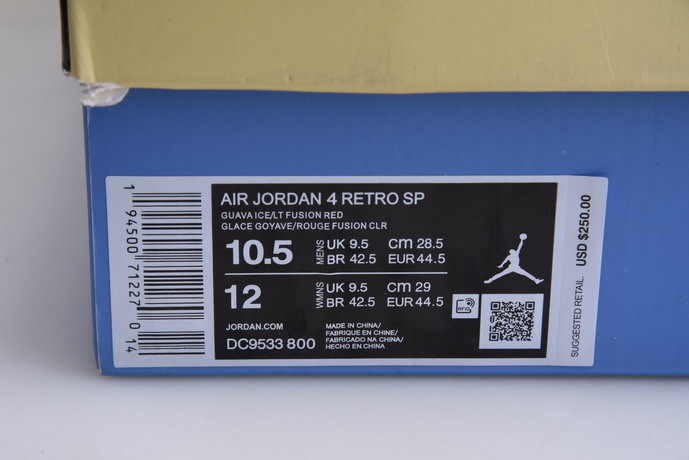 AIR JORDAN 4 RETRO SP
GUAVA ICE/LT FUSION RED
GLACE GOYAVE/ROUGE FUSION CLR
10.5 MENS UK 9.5 cm 28.5
BR 42.5 EUR 44.5
12 WMNS UK 9.5 cm 29
BR 42.5 EUR 44.5
JORDAN.COM
DC9533 800
MADE IN CHINA/
FABRIQUE EN CHINE/
FABRICADO NA CHINA/
HECHO EN CHINA
RFID
1 94500 71227 0 14
SUGGESTED RETAIL USD $250.00